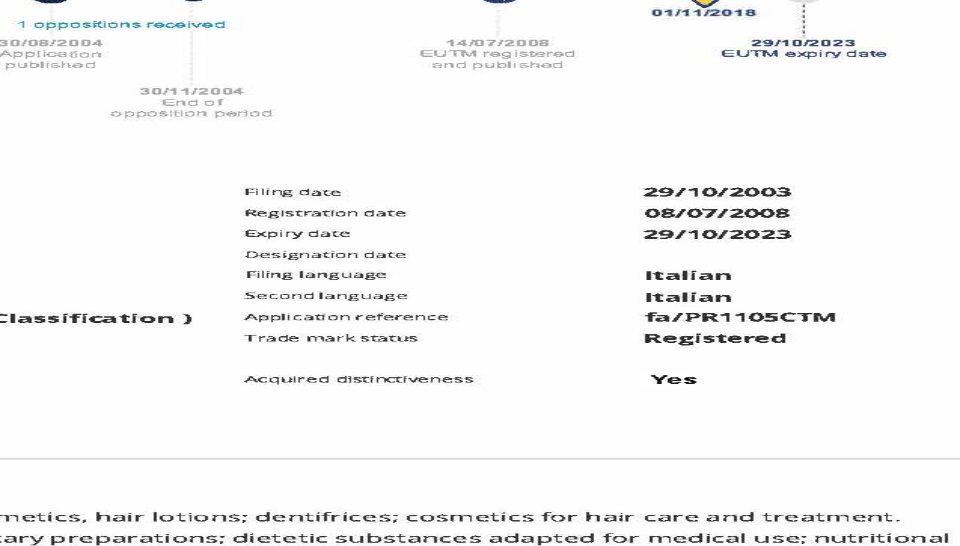 01/11/2018
1 oppositions received
30/08/2004
Application
published
14/07/2008
EUTM registered
and published
29/10/2023
EUTM expiry date
30/11/2004
End of
opposition period
Filing date 29/10/2003
Registration date 08/07/2008
Expiry date 29/10/2023
Designation date
Filing language Italian
Second language Italian
Classification ) Application reference fa/PR1105CTM
Trade mark status Registered
Acquired distinctiveness Yes
metics, hair lotions; dentifrices; cosmetics for hair care and treatment.
ary preparations; dietetic substances adapted for medical use; nutritional